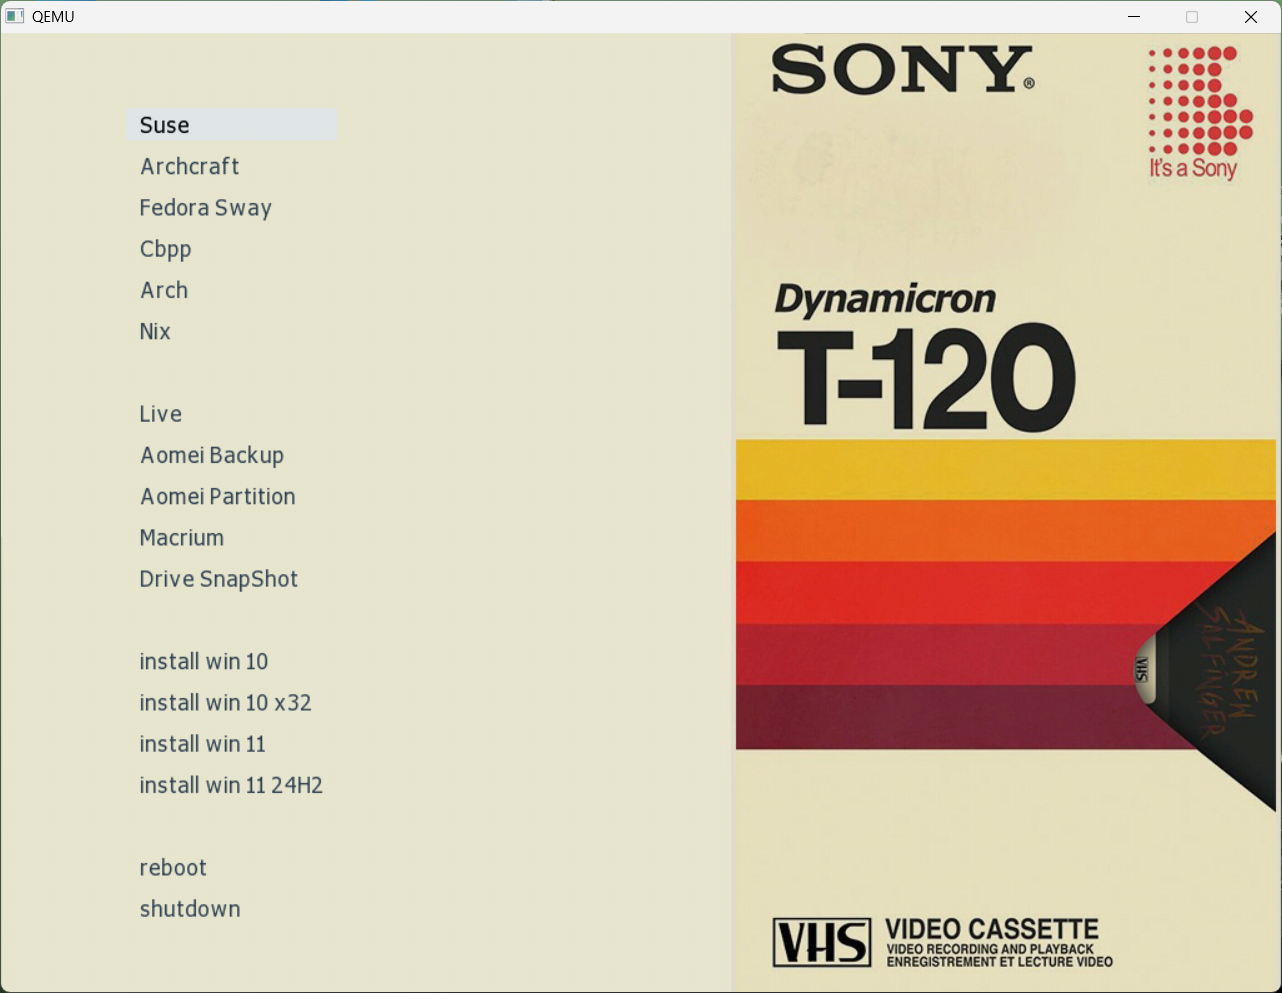 QEMU
Suse
Archcraft
Fedora Sway
Cbpp
Arch
Nix
Live
Aomei Backup
Aomei Partition
Macrium
Drive SnapShot
install win 10
install win 10 x32
install win 11
install win 11 24H2
reboot
shutdown
SONY®
It's a Sony
Dynamicron
T-120
VHS
ANDREW
SALFINGER
VHS
VIDEO CASSETTE
VIDEO RECORDING AND PLAYBACK
ENREGISTREMENT ET LECTURE VIDEO